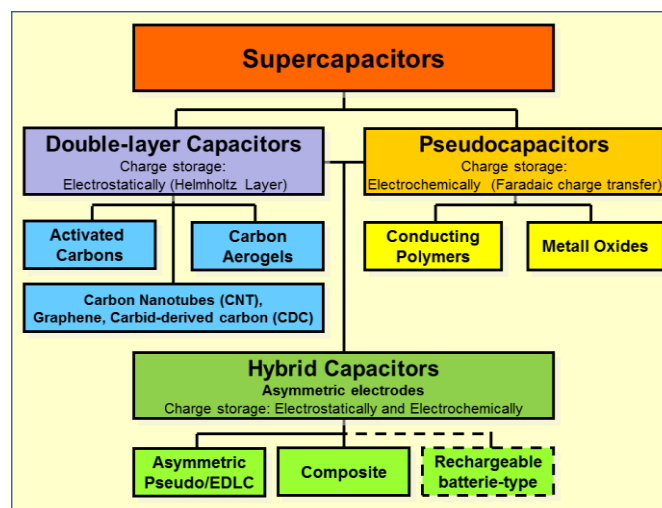 Supercapacitors
Double-layer Capacitors
Charge storage:
Electrostatically (Helmholtz Layer)
Pseudocapacitors
Charge storage:
Electrochemically (Faradaic charge transfer)
Activated
Carbons
Carbon
Aerogels
Conducting
Polymers
Metall Oxides
Carbon Nanotubes (CNT),
Graphene, Carbid-derived carbon (CDC)
Hybrid Capacitors
Asymmetric electrodes
Charge storage: Electrostatically and Electrochemically
Asymmetric
Pseudo/EDLC
Composite
Rechargeable
batterie-type